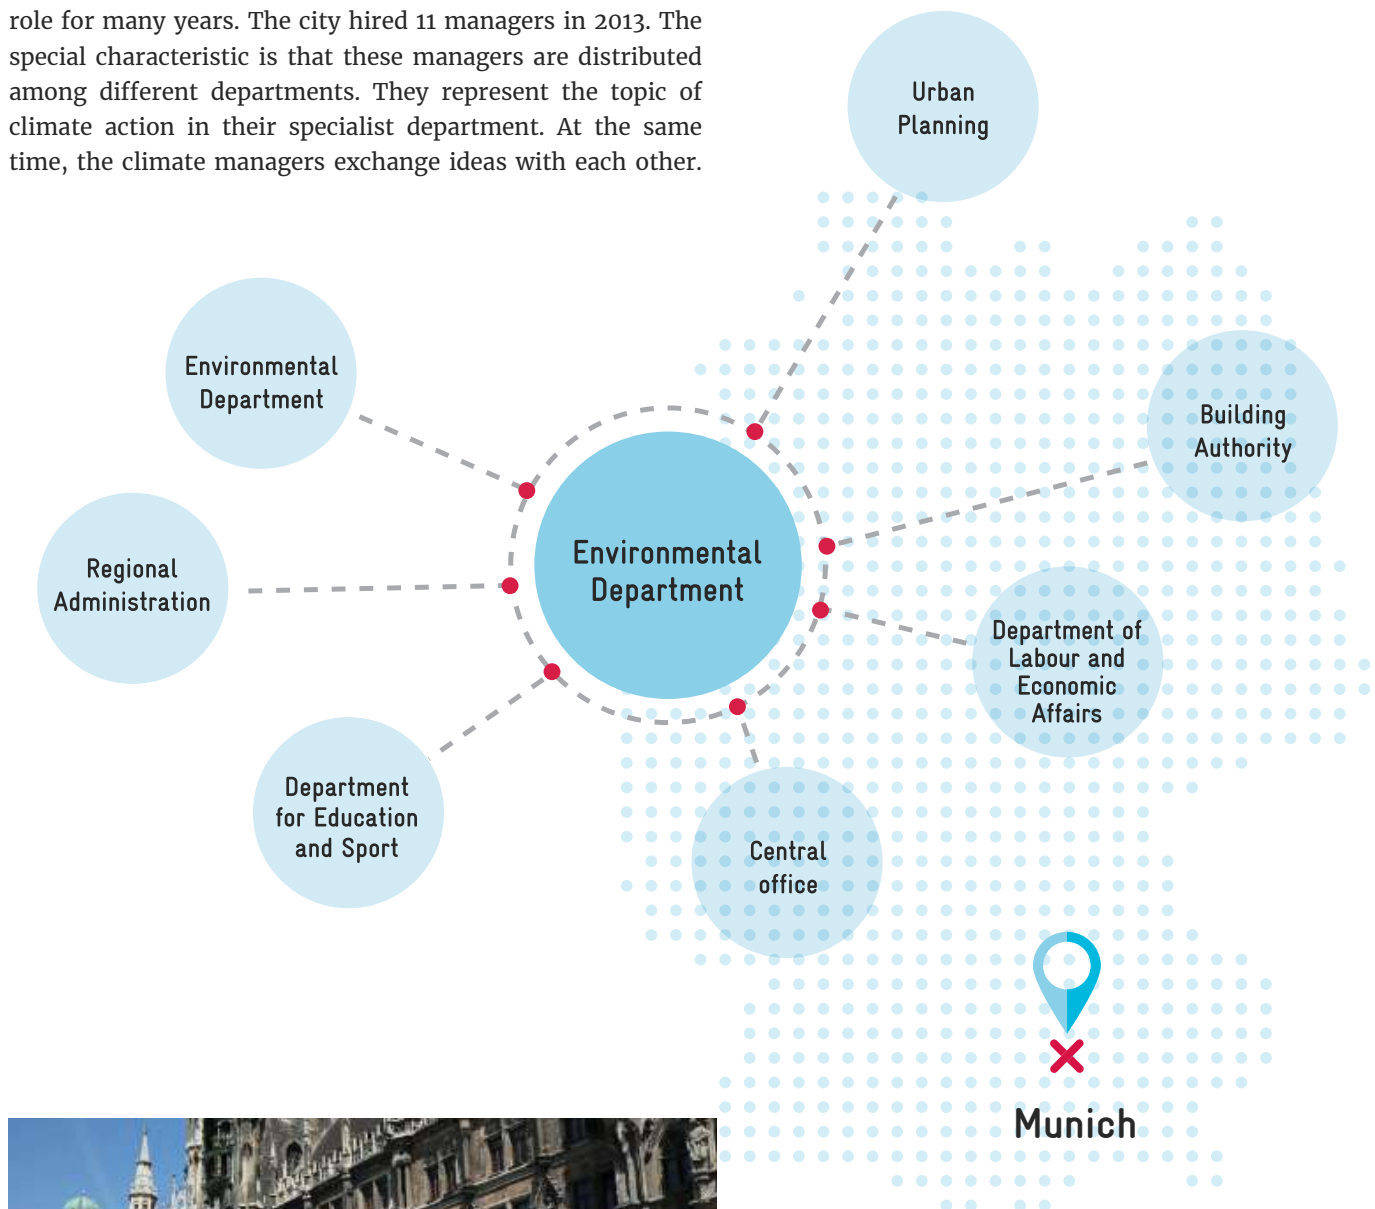 role for many years. The city hired 11 managers in 2013. The
special characteristic is that these managers are distributed
among different departments. They represent the topic of
climate action in their specialist department. At the same
time, the climate managers exchange ideas with each other.
Urban
Planning
Environmental
Department
Building
Authority
Environmental
Department
Regional
Administration
Department of
Labour and
Economic
Affairs
Department
for Education
and Sport
Central
office
Munich